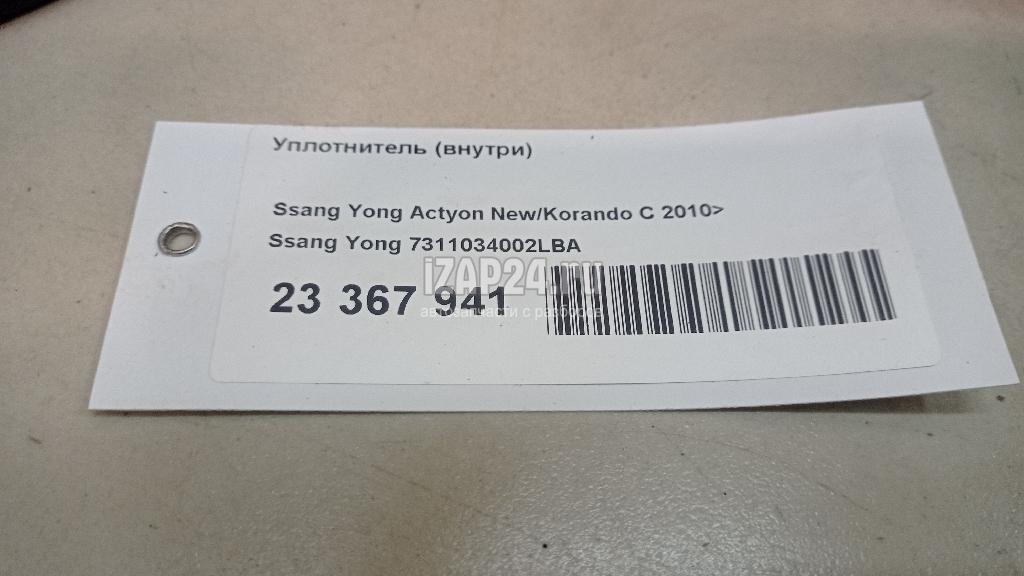 Уплотнитель (внутри)
Ssang Yong Actyon New/Korando C 2010>
Ssang Yong 7311034002LBA
iZAP24.ru
23 367 941
автозапчасти с разборов